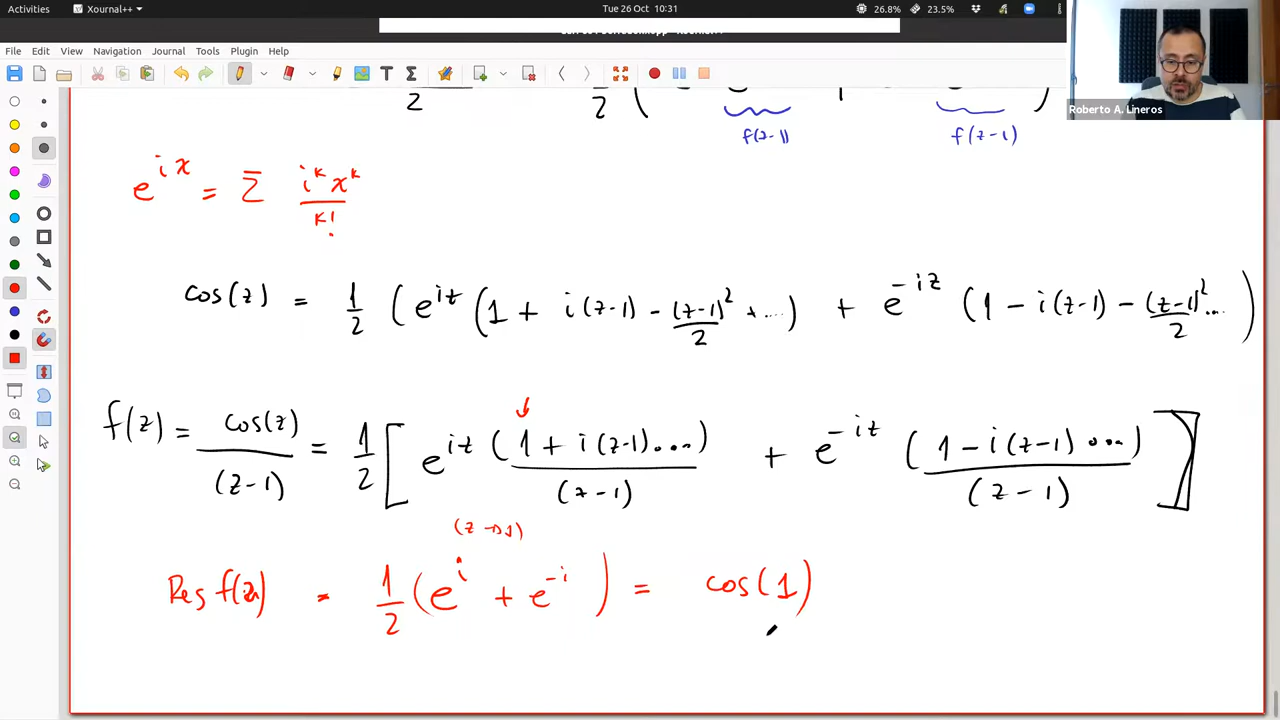 Activities Xournal++ Tue 26 Oct 10:31 26.8% 23.5%
File Edit View Navigation Journal Tools Plugin Help
Roberto A. Lineros
2 2 ( )
f(z-1) f(z-1)
e^{ix} = Σ i^k x^k / k!
cos(z) = 1/2 ( e^{iz} (1 + i(z-1) - (z-1)^2/2 + ...) + e^{-iz} (1 - i(z-1) - (z-1)^2/2 ... )
f(z) = cos(z)/(z-1) = 1/2 [ e^{iz} (1 + i(z-1)...)/(z-1) + e^{-iz} (1 - i(z-1)...)/(z-1) ]
(z→1)
Res f(z) = 1/2 (e^i + e^{-i}) = cos(1)